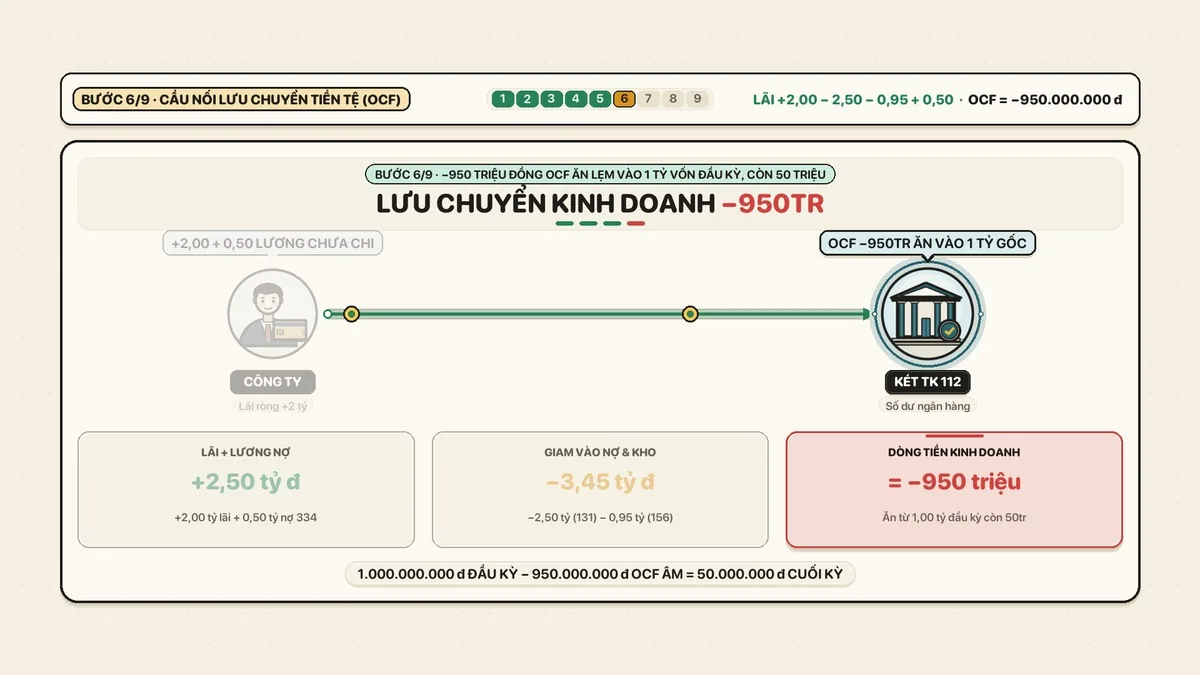 BƯỚC 6/9 · CẦU NỐI LƯU CHUYỂN TIỀN TỆ (OCF)
1 2 3 4 5 6 7 8 9
LÃI +2,00 − 2,50 − 0,95 + 0,50 · OCF = −950.000.000 đ
BƯỚC 6/9 · −950 TRIỆU ĐỒNG OCF ĂN LẸM VÀO 1 TỶ VỐN ĐẦU KỲ, CÒN 50 TRIỆU
LƯU CHUYỂN KINH DOANH −950TR
+2,00 + 0,50 LƯƠNG CHƯA CHI
OCF −950TR ĂN VÀO 1 TỶ GỐC
CÔNG TY
Lãi ròng +2 tỷ
KÉT TK 112
Số dư ngân hàng
LÃI + LƯƠNG NỢ
+2,50 tỷ đ
+2,00 tỷ lãi + 0,50 tỷ nợ 334
GIAM VÀO NỢ & KHO
−3,45 tỷ đ
−2,50 tỷ (131) − 0,95 tỷ (156)
DÒNG TIỀN KINH DOANH
= −950 triệu
Ăn từ 1,00 tỷ đầu kỳ còn 50tr
1.000.000.000 đ ĐẦU KỲ − 950.000.000 đ OCF ÂM = 50.000.000 đ CUỐI KỲ